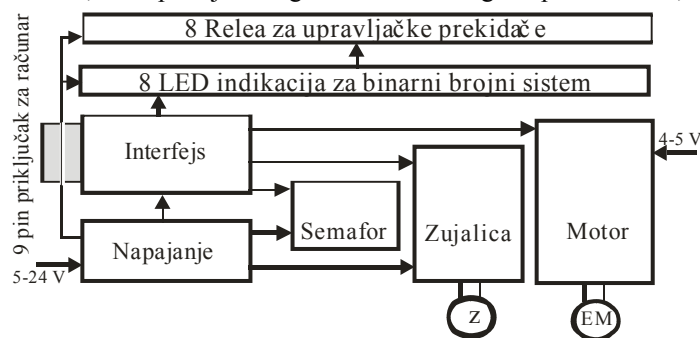 8 Relea za upravljačke prekidače
8 LED indikacija za binarni brojni sistem
9 pin priključak za računar
Interfejs
4-5 V
Semafor
Zujalica
Motor
Napajanje
5-24 V
Z
EM